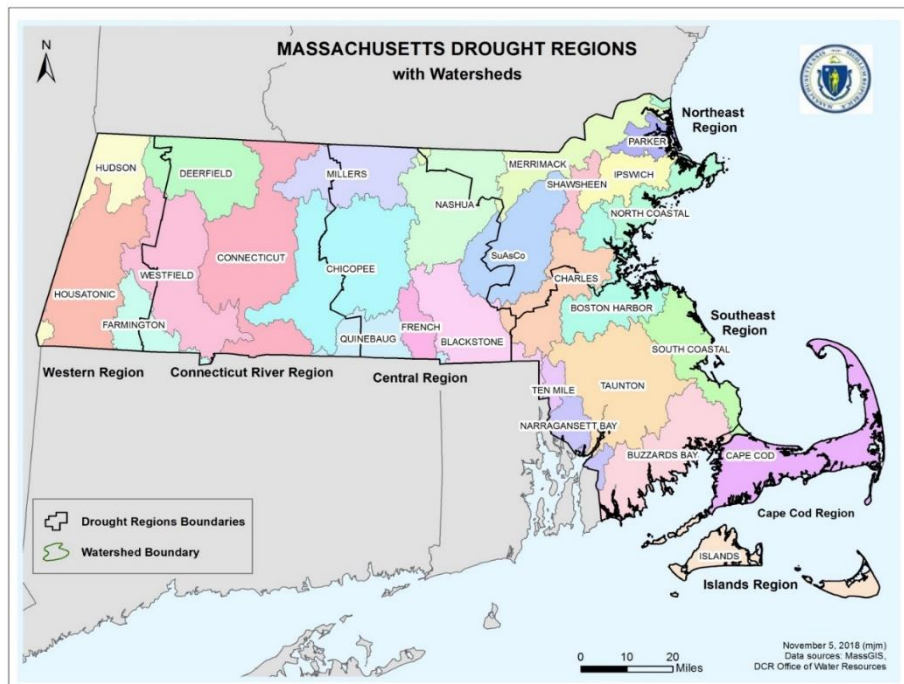 MASSACHUSETTS DROUGHT REGIONS
with Watersheds
N
Northeast
Region
PARKER
MERRIMACK
HUDSON
DEERFIELD
MILLERS
SHAWSHEEN
IPSWICH
NASHUA
NORTH COASTAL
WESTFIELD
CONNECTICUT
CHICOPEE
SuAsCo
CHARLES
HOUSATONIC
BOSTON HARBOR
FARMINGTON
FRENCH
QUINEBAUG
BLACKSTONE
Southeast
Region
SOUTH COASTAL
Western Region
Connecticut River Region
Central Region
TEN MILE
TAUNTON
NARRAGANSETT BAY
BUZZARDS BAY
CAPE COD
Cape Cod Region
ISLANDS
Islands Region
Drought Regions Boundaries
Watershed Boundary
0 10 20
Miles
November 5, 2018 (mjm)
Data sources: MassGIS,
DCR Office of Water Resources